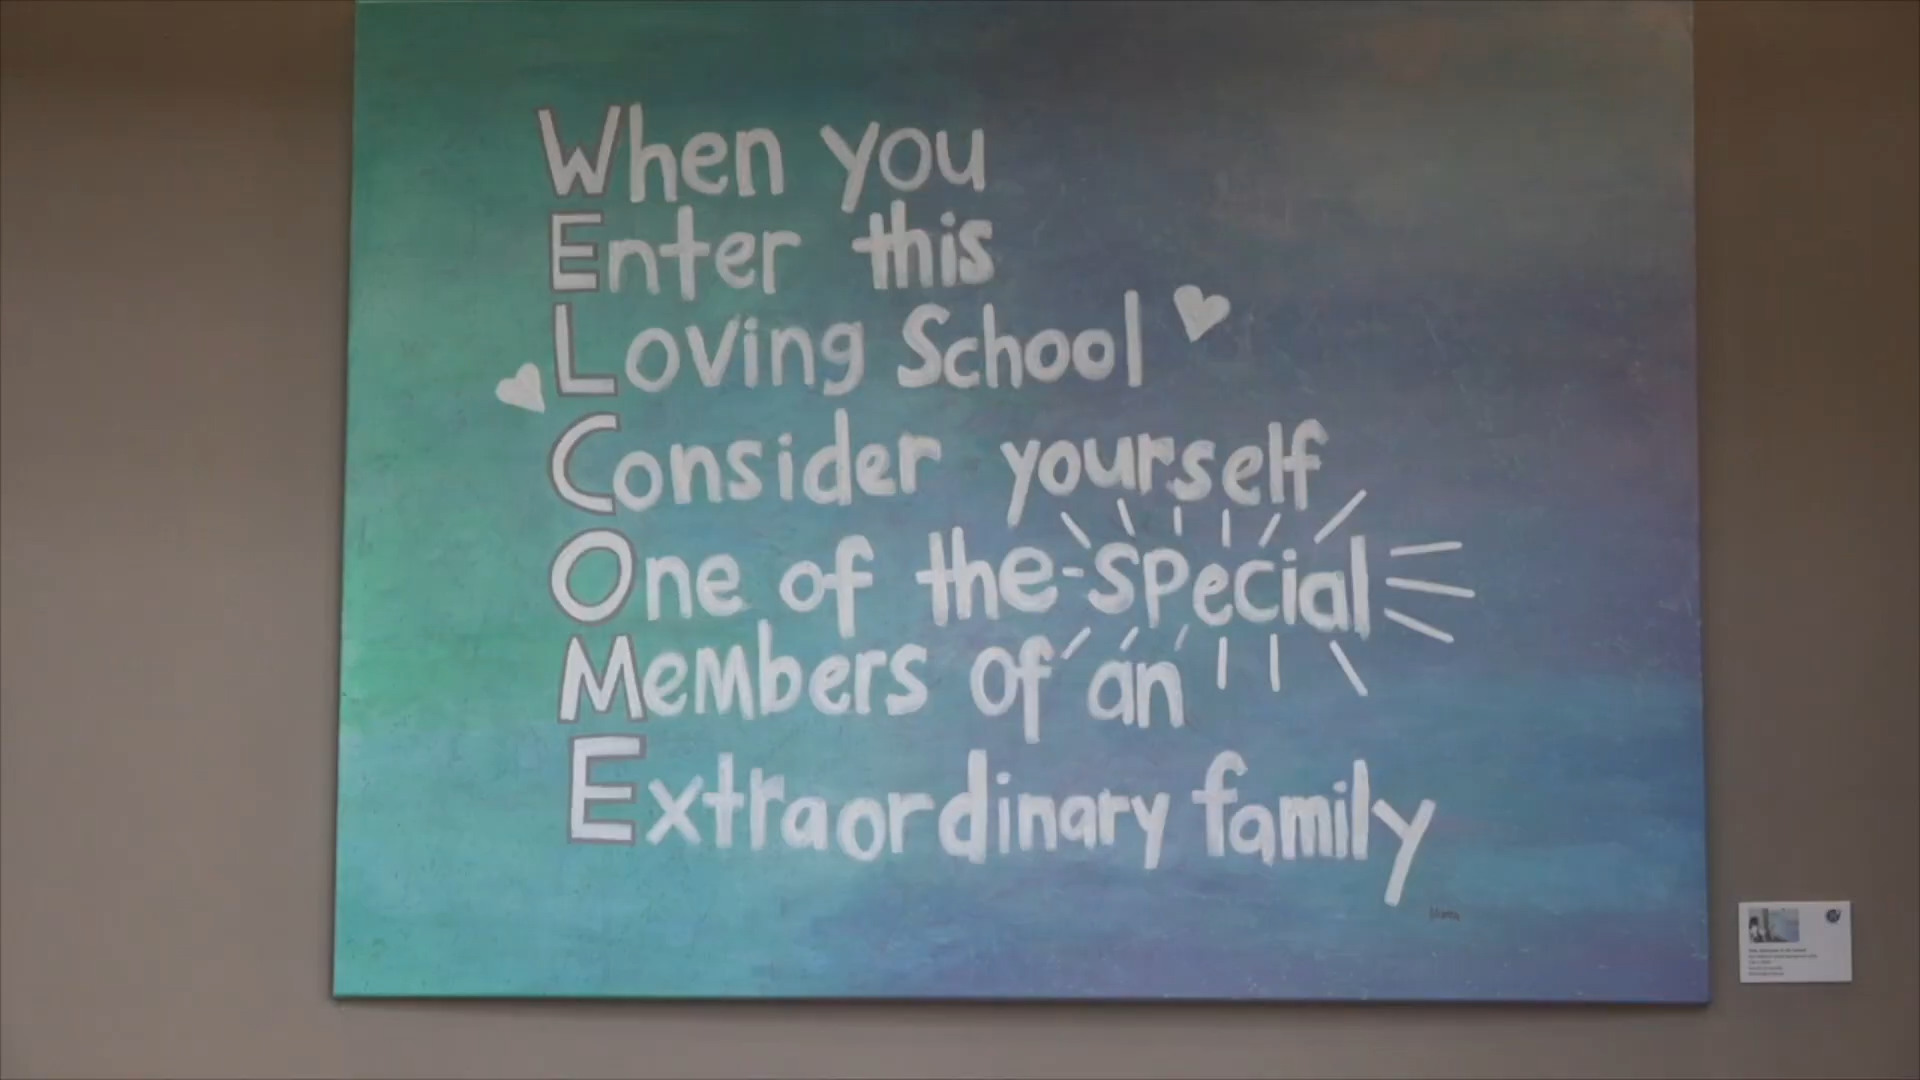 When you
Enter this
Loving School
Consider yourself
One of the special
Members of an
Extraordinary family